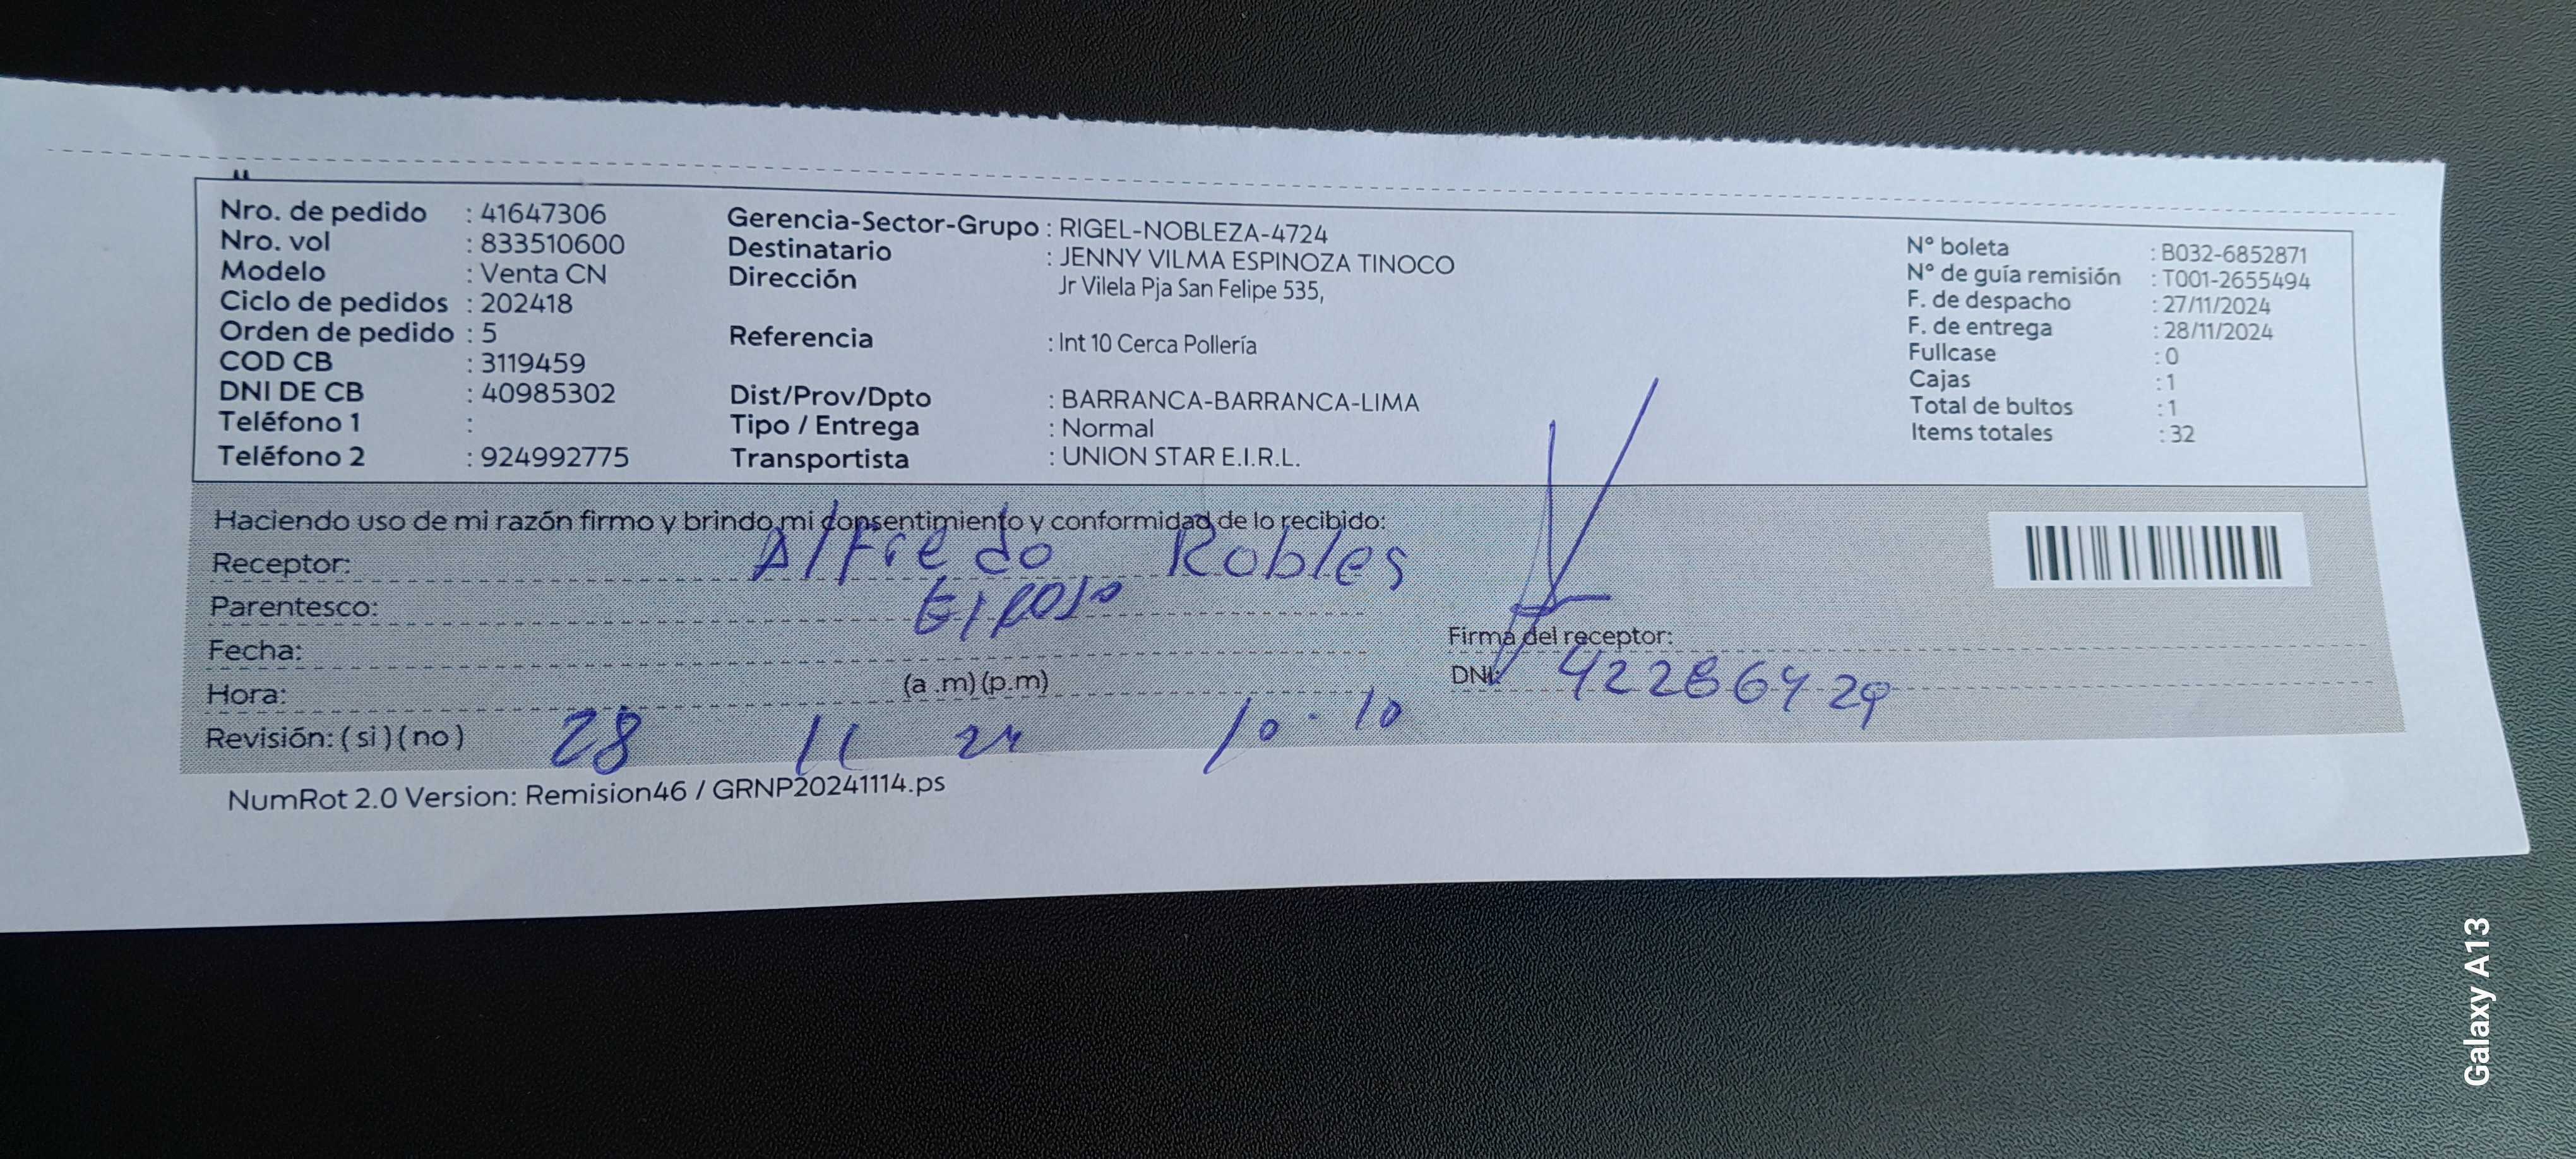 Nro. de pedido : 41647306
Nro. vol : 833510600
Modelo : Venta CN
Ciclo de pedidos : 202418
Orden de pedido : 5
COD CB : 3119459
DNI DE CB : 40985302
Teléfono 1 :
Teléfono 2 : 924992775
Gerencia-Sector-Grupo : RIGEL-NOBLEZA-4724
Destinatario : JENNY VILMA ESPINOZA TINOCO
Dirección Jr Vilela Pja San Felipe 535,
Referencia : Int 10 Cerca Pollería
Dist/Prov/Dpto : BARRANCA-BARRANCA-LIMA
Tipo / Entrega : Normal
Transportista : UNION STAR E.I.R.L.
N° boleta : B032-6852871
N° de guía remisión : T001-2655494
F. de despacho : 27/11/2024
F. de entrega : 28/11/2024
Fullcase : 0
Cajas : 1
Total de bultos : 1
Items totales : 32
Haciendo uso de mi razón firmo y brindo mi consentimiento y conformidad de lo recibido:
Receptor: Alfredo Robles
Parentesco: Esposo
Fecha:
Hora: (a .m) (p.m)
Revisión: ( si ) ( no ) 28 11 24 10.10
Firma del receptor:
DNI: 42286429
NumRot 2.0 Version: Remision46 / GRNP20241114.ps
Galaxy A13